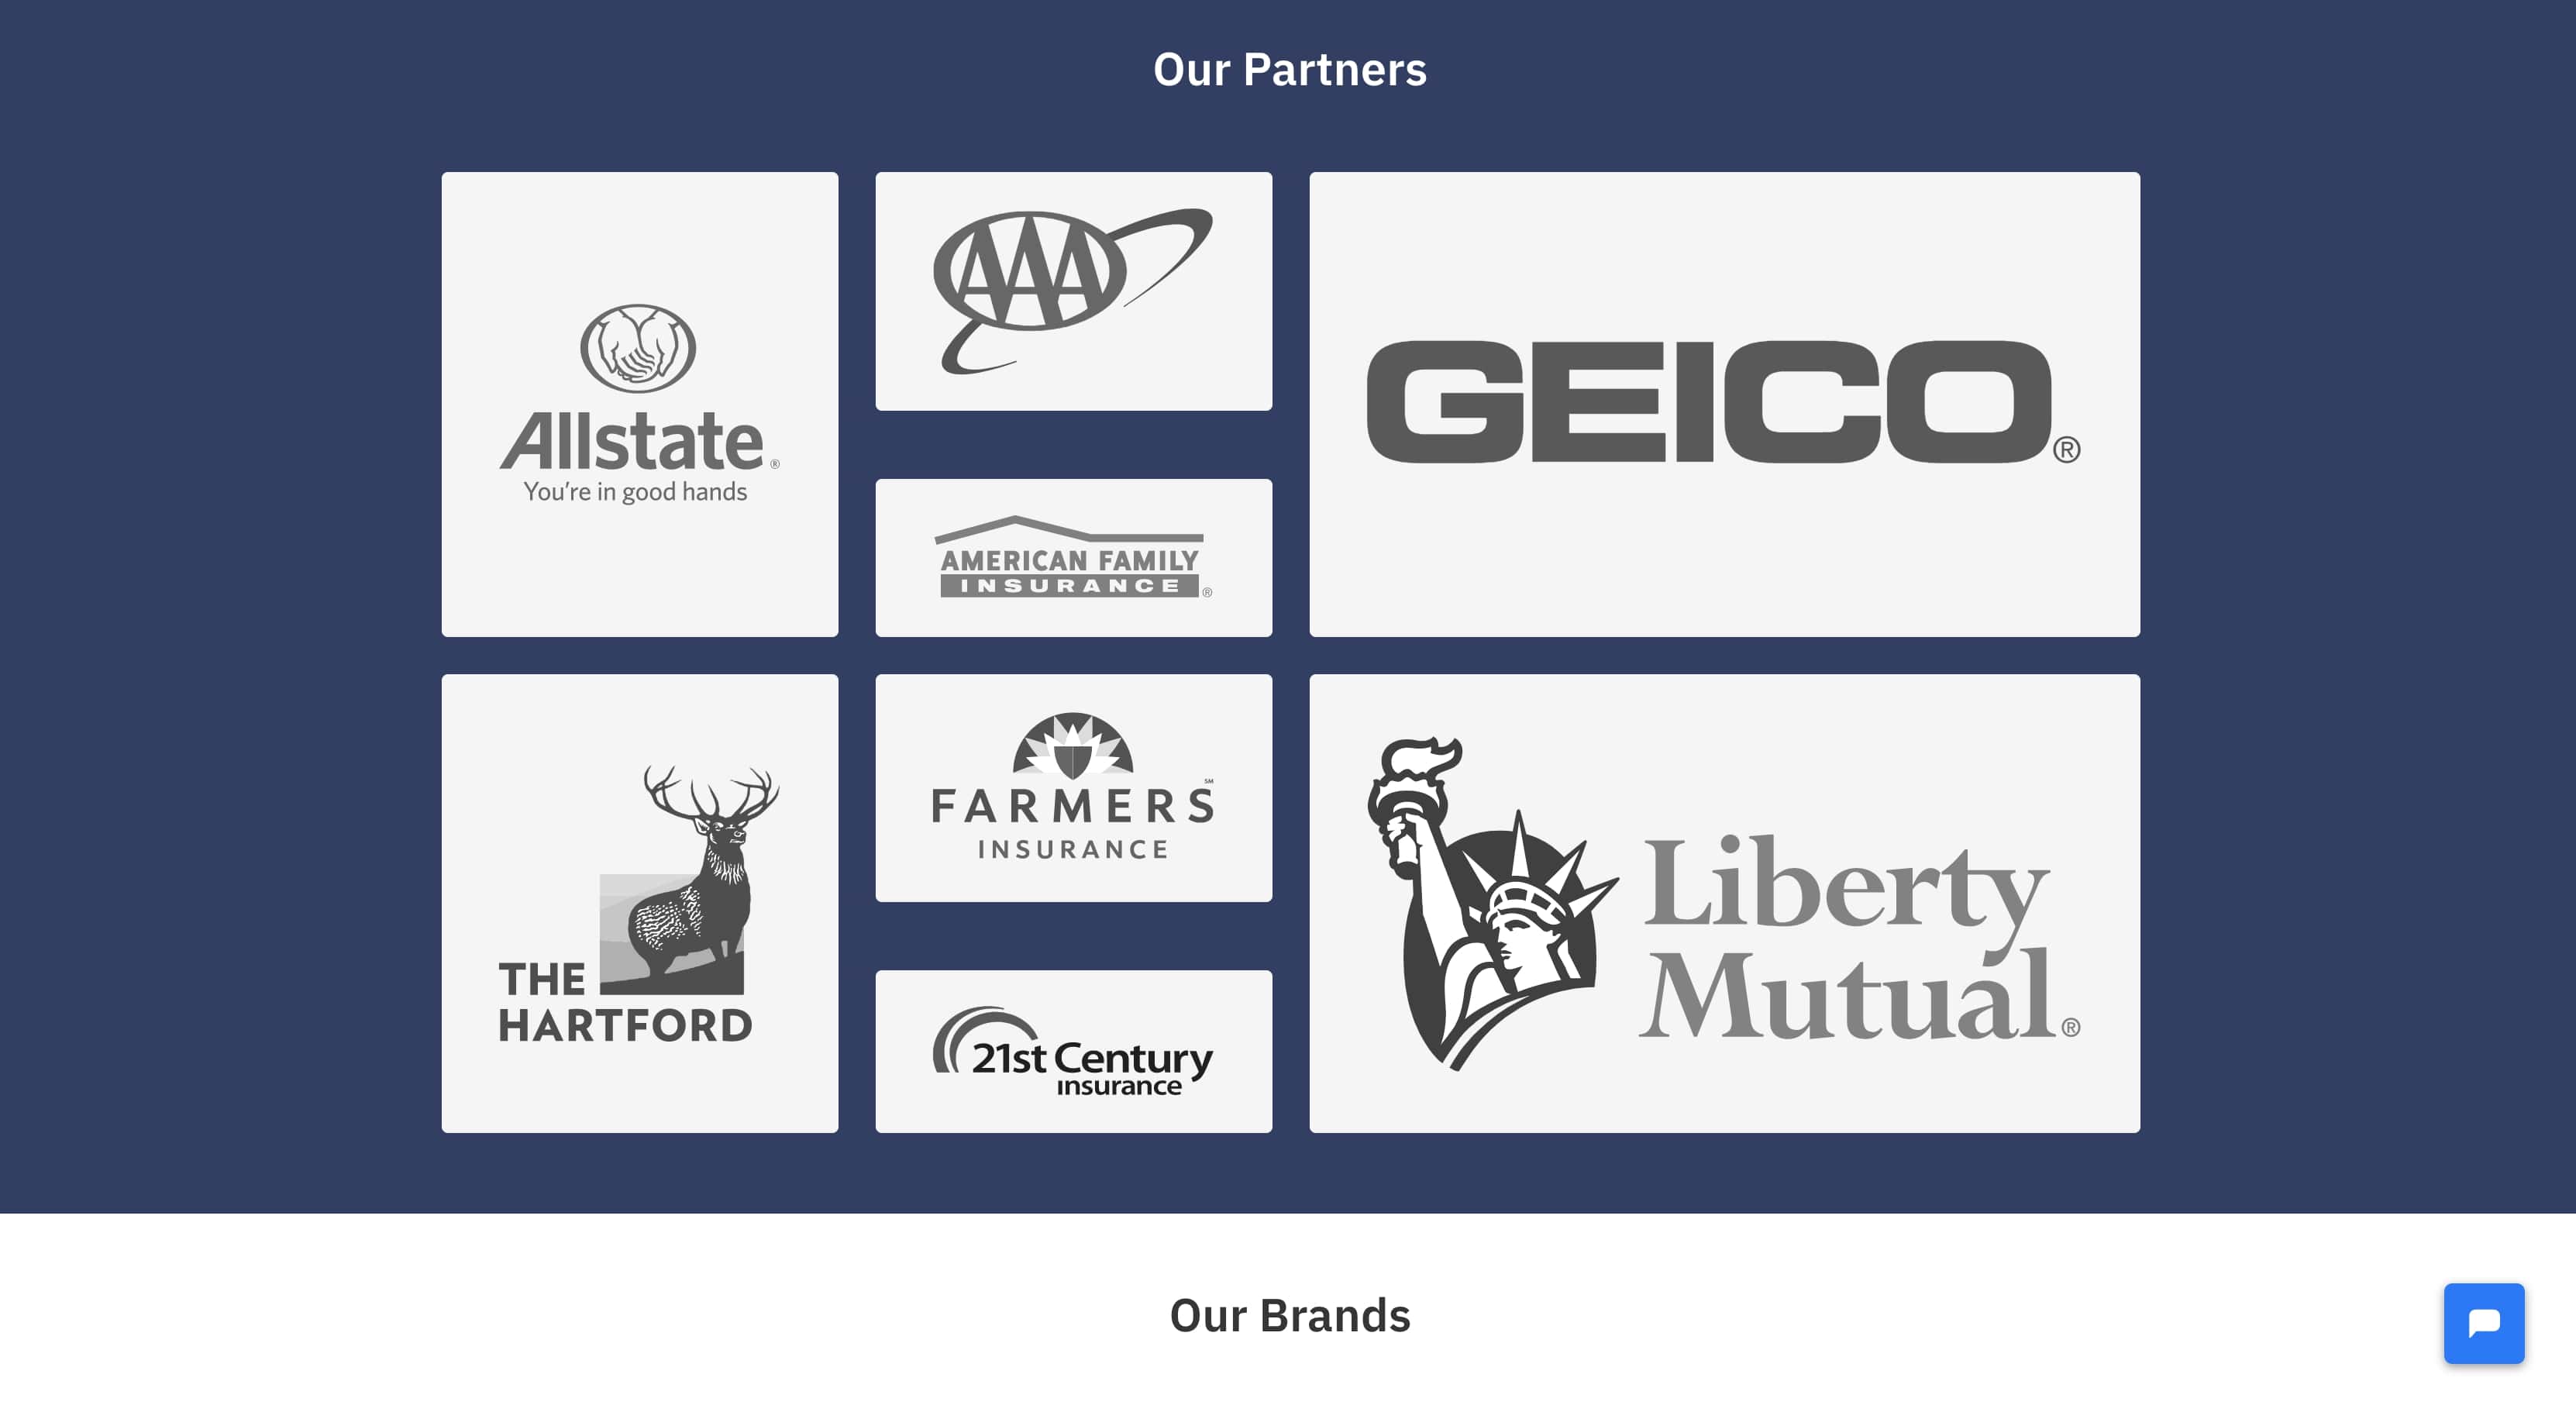 Our Partners
Allstate®
You're in good hands
AAA
AMERICAN FAMILY
INSURANCE®
GEICO®
THE
HARTFORD
FARMERS℠
INSURANCE
21st Century
insurance
Liberty
Mutual®
Our Brands